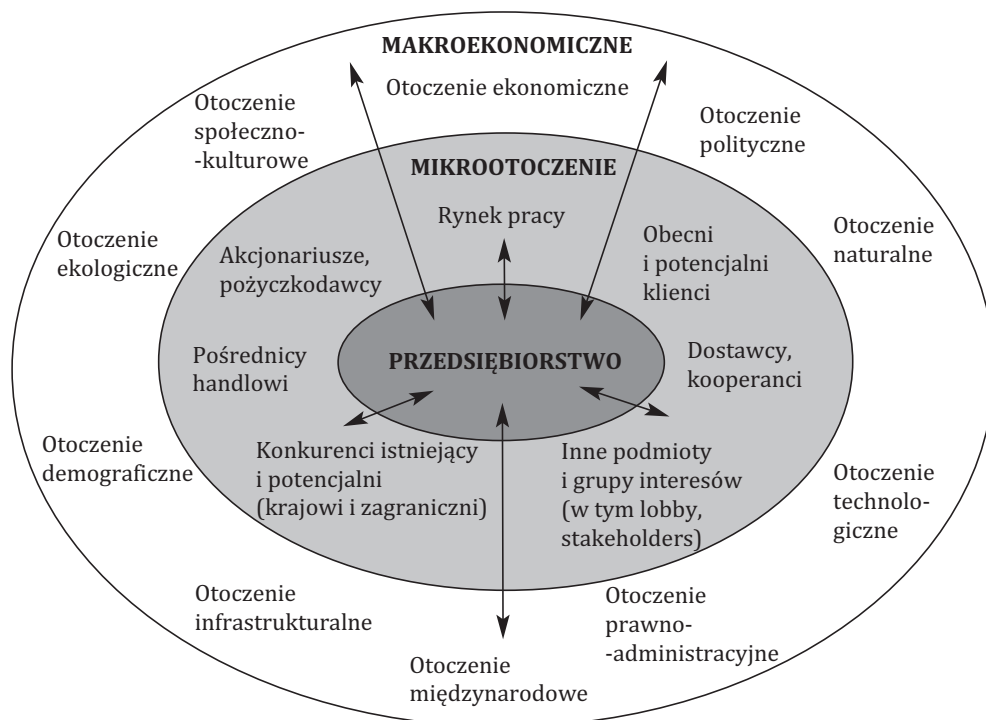 MAKROEKONOMICZNE
Otoczenie ekonomiczne
Otoczenie
społeczno-
-kulturowe
Otoczenie
polityczne
MIKROOTOCZENIE
Rynek pracy
Otoczenie
ekologiczne
Akcjonariusze,
pożyczkodawcy
Obecni
i potencjalni
klienci
Otoczenie
naturalne
Pośrednicy
handlowi
PRZEDSIĘBIORSTWO
Dostawcy,
kooperanci
Otoczenie
demograficzne
Konkurenci istniejący
i potencjalni
(krajowi i zagraniczni)
Inne podmioty
i grupy interesów
(w tym lobby,
stakeholders)
Otoczenie
technolo-
giczne
Otoczenie
infrastrukturalne
Otoczenie
międzynarodowe
Otoczenie
prawno-
-administracyjne